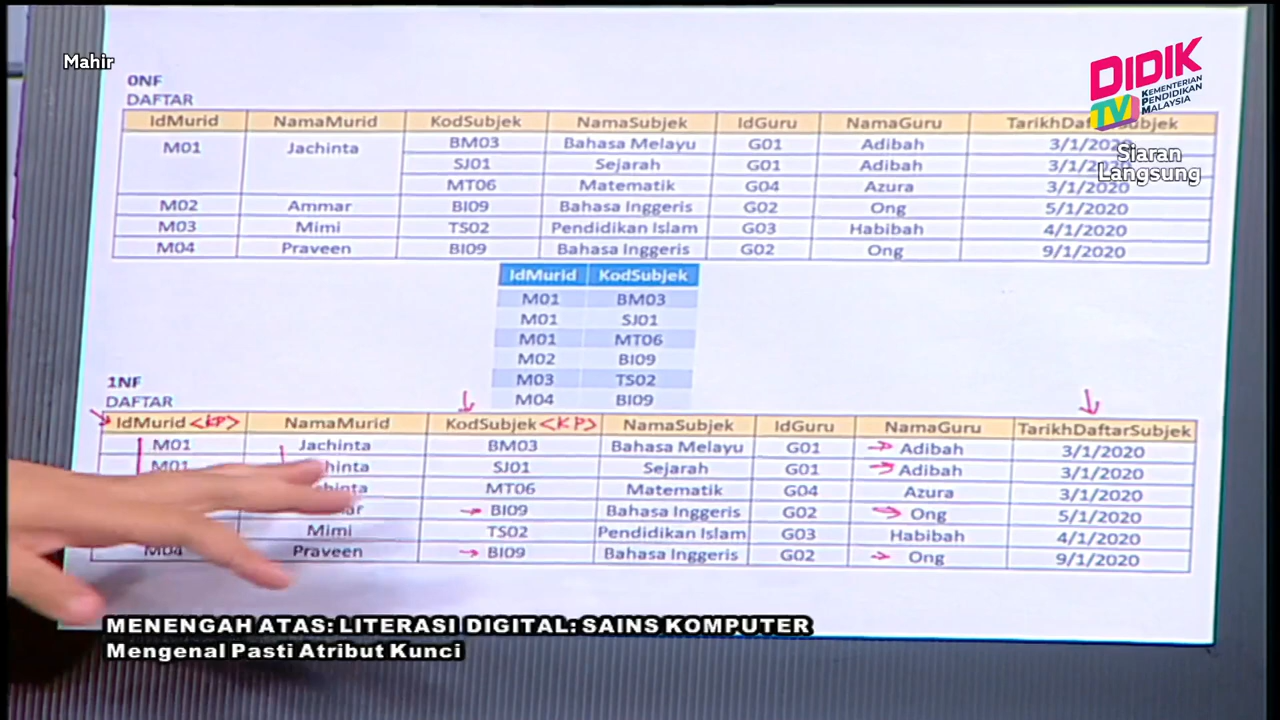 Mahir
DIDIK
TV
KEMENTERIAN
PENDIDIKAN
MALAYSIA
Siaran
Langsung
0NF
DAFTAR
IdMurid NamaMurid KodSubjek NamaSubjek IdGuru NamaGuru TarikhDaftarSubjek
M01 Jachinta BM03 Bahasa Melayu G01 Adibah 3/1/2020
SJ01 Sejarah G01 Adibah 3/1/2020
MT06 Matematik G04 Azura 3/1/2020
M02 Ammar BI09 Bahasa Inggeris G02 Ong 5/1/2020
M03 Mimi TS02 Pendidikan Islam G03 Habibah 4/1/2020
M04 Praveen BI09 Bahasa Inggeris G02 Ong 9/1/2020
IdMurid KodSubjek
M01 BM03
M01 SJ01
M01 MT06
M02 BI09
M03 TS02
M04 BI09
1NF
DAFTAR
IdMurid <KP> NamaMurid KodSubjek <KP> NamaSubjek IdGuru NamaGuru TarikhDaftarSubjek
M01 Jachinta BM03 Bahasa Melayu G01 Adibah 3/1/2020
M01 SJ01 Sejarah G01 Adibah 3/1/2020
MT06 Matematik G04 Azura 3/1/2020
BI09 Bahasa Inggeris G02 Ong 5/1/2020
Mimi TS02 Pendidikan Islam G03 Habibah 4/1/2020
M04 Praveen BI09 Bahasa Inggeris G02 Ong 9/1/2020
MENENGAH ATAS: LITERASI DIGITAL: SAINS KOMPUTER
Mengenal Pasti Atribut Kunci